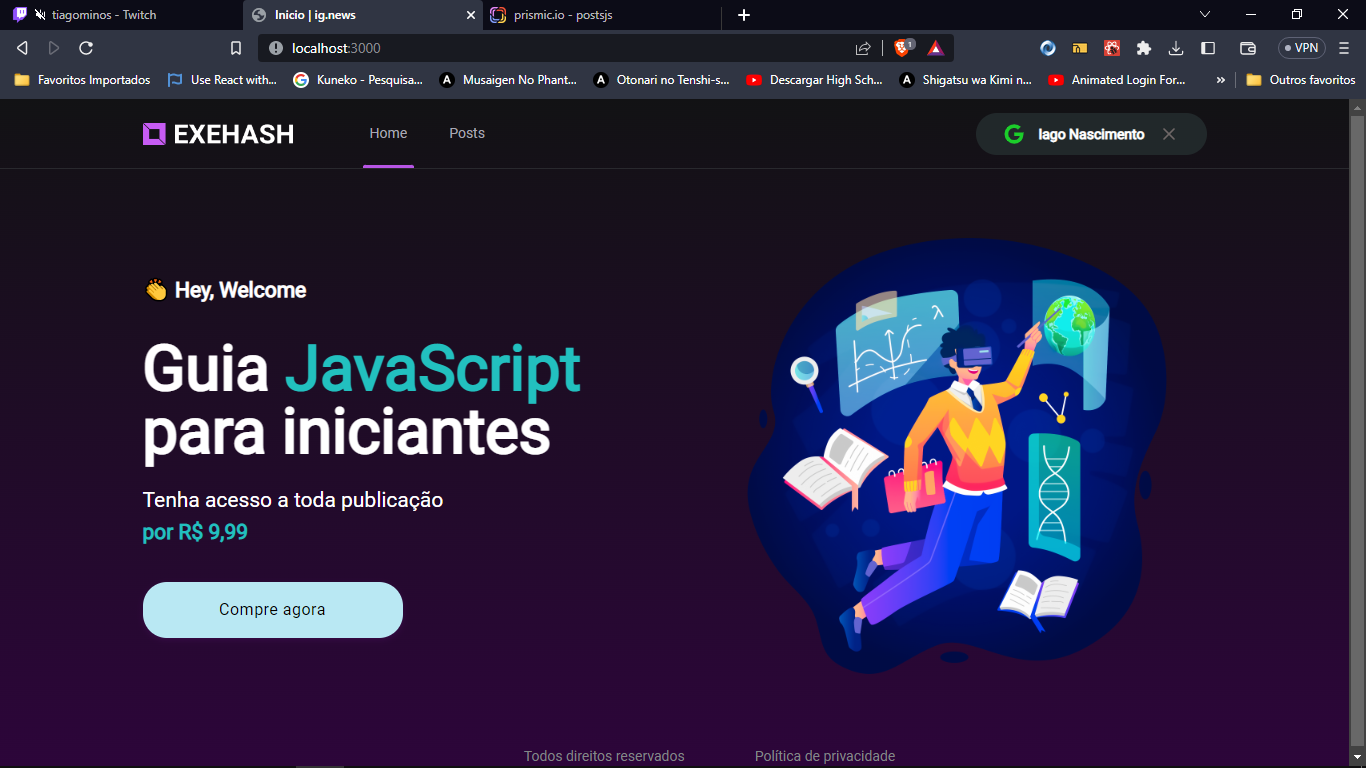 tiagominos - Twitch
Inicio | ig.news
prismic.io - postsjs
localhost:3000
1
VPN
Favoritos Importados
Use React with...
Kuneko - Pesquisa...
Musaigen No Phant...
Otonari no Tenshi-s...
Descargar High Sch...
Shigatsu wa Kimi n...
Animated Login For...
»
Outros favoritos
EXEHASH
Home
Posts
Iago Nascimento
👏 Hey, Welcome
Guia JavaScript
para iniciantes
Tenha acesso a toda publicação
por R$ 9,99
Compre agora
λ
Todos direitos reservados
Política de privacidade